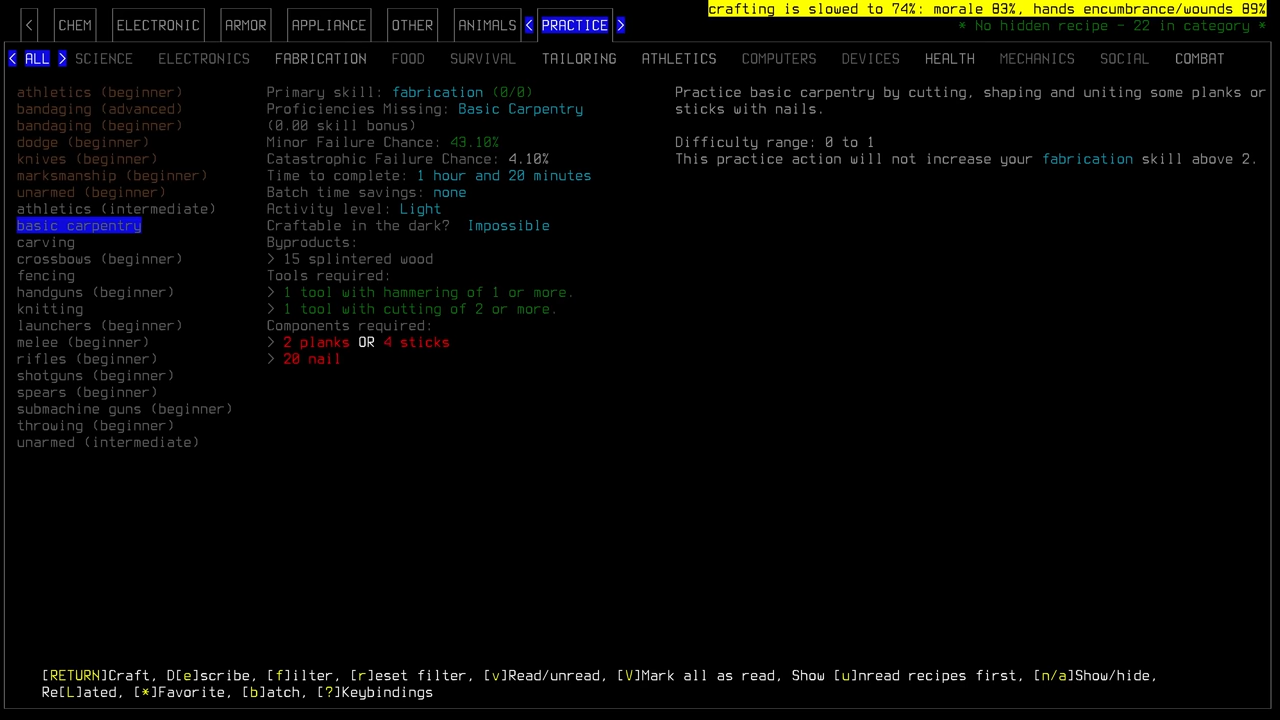 crafting is slowed to 74%: morale 83%, hands encumbrance/wounds 89%
< CHEM ELECTRONIC ARMOR APPLIANCE OTHER ANIMALS < PRACTICE >
* No hidden recipe - 22 in category *
< ALL > SCIENCE ELECTRONICS FABRICATION FOOD SURVIVAL TAILORING ATHLETICS COMPUTERS DEVICES HEALTH MECHANICS SOCIAL COMBAT
athletics (beginner)
bandaging (advanced)
bandaging (beginner)
dodge (beginner)
knives (beginner)
marksmanship (beginner)
unarmed (beginner)
athletics (intermediate)
basic carpentry
carving
crossbows (beginner)
fencing
handguns (beginner)
knitting
launchers (beginner)
melee (beginner)
rifles (beginner)
shotguns (beginner)
spears (beginner)
submachine guns (beginner)
throwing (beginner)
unarmed (intermediate)
Primary skill: fabrication (0/0)
Proficiencies Missing: Basic Carpentry
(0.00 skill bonus)
Minor Failure Chance: 43.10%
Catastrophic Failure Chance: 4.10%
Time to complete: 1 hour and 20 minutes
Batch time savings: none
Activity level: Light
Craftable in the dark? Impossible
Byproducts:
> 15 splintered wood
Tools required:
> 1 tool with hammering of 1 or more.
> 1 tool with cutting of 2 or more.
Components required:
> 2 planks OR 4 sticks
> 20 nail
Practice basic carpentry by cutting, shaping and uniting some planks or
sticks with nails.
Difficulty range: 0 to 1
This practice action will not increase your fabrication skill above 2.
[RETURN]Craft, D[e]scribe, [f]ilter, [r]eset filter, [v]Read/unread, [V]Mark all as read, Show [u]nread recipes first, [n/a]Show/hide,
Re[L]ated, [*]Favorite, [b]atch, [?]Keybindings